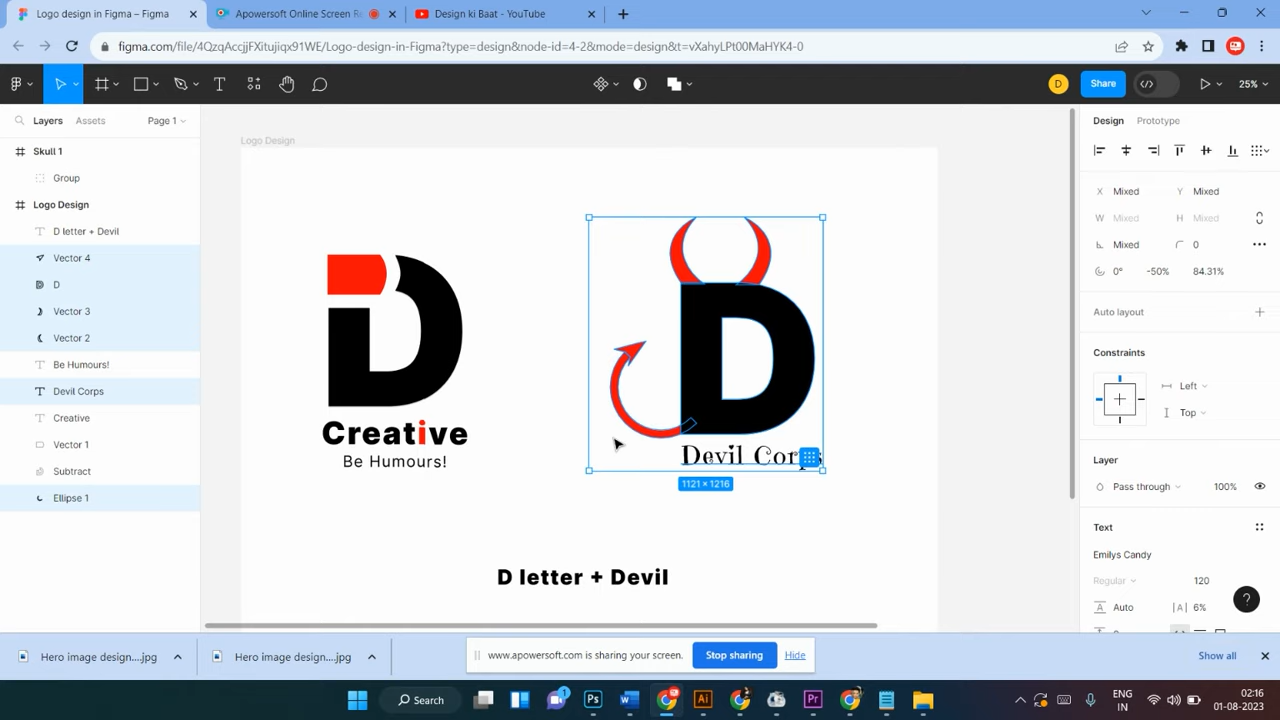 Logo design in Figma – Figma
Apowersoft Online Screen Re
Design ki Baat - YouTube
figma.com/file/4QzqAccjjFXitujiqx91WE/Logo-design-in-Figma?type=design&node-id=4-2&mode=design&t=vXahyLPt00MaHYK4-0
D
Share
25%
Layers
Assets
Page 1
Skull 1
Group
Logo Design
D letter + Devil
Vector 4
D
Vector 3
Vector 2
Be Humours!
Devil Corps
Creative
Vector 1
Subtract
Ellipse 1
Logo Design
D
Creative
Be Humours!
D
Devil Corps
1121 × 1216
D letter + Devil
Design
Prototype
X Mixed
Y Mixed
W Mixed
H Mixed
Mixed
0
0°
-50%
84.31%
Auto layout
Constraints
Left
Top
Layer
Pass through
100%
Text
Emilys Candy
Regular
120
Auto
6%
?
Hero image design....jpg
Hero image design....jpg
www.apowersoft.com is sharing your screen.
Stop sharing
Hide
Show all
Search
1
Ps
Ai
Pr
ENG
IN
02:16
01-08-2023